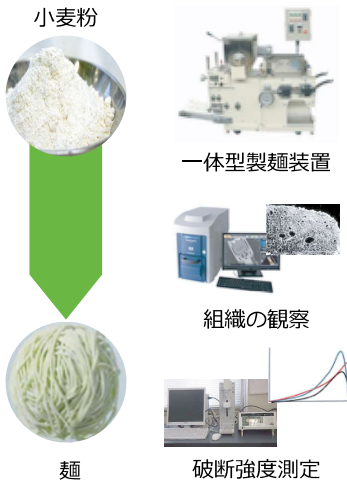 小麦粉
一体型製麺装置
組織の観察
麺
破断強度測定